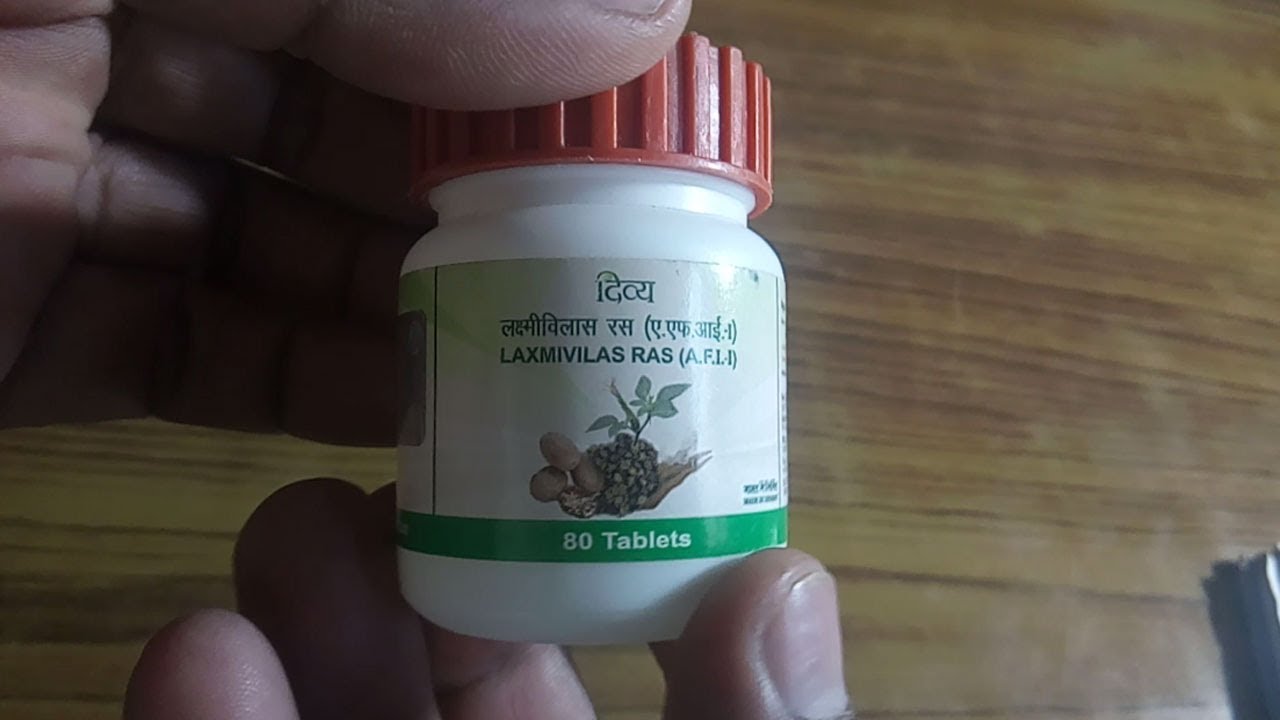 दिव्य
लक्ष्मीविलास रस (ए.एफ.आई.-I)
LAXMIVILAS RAS (A.F.I.-I)
80 Tablets